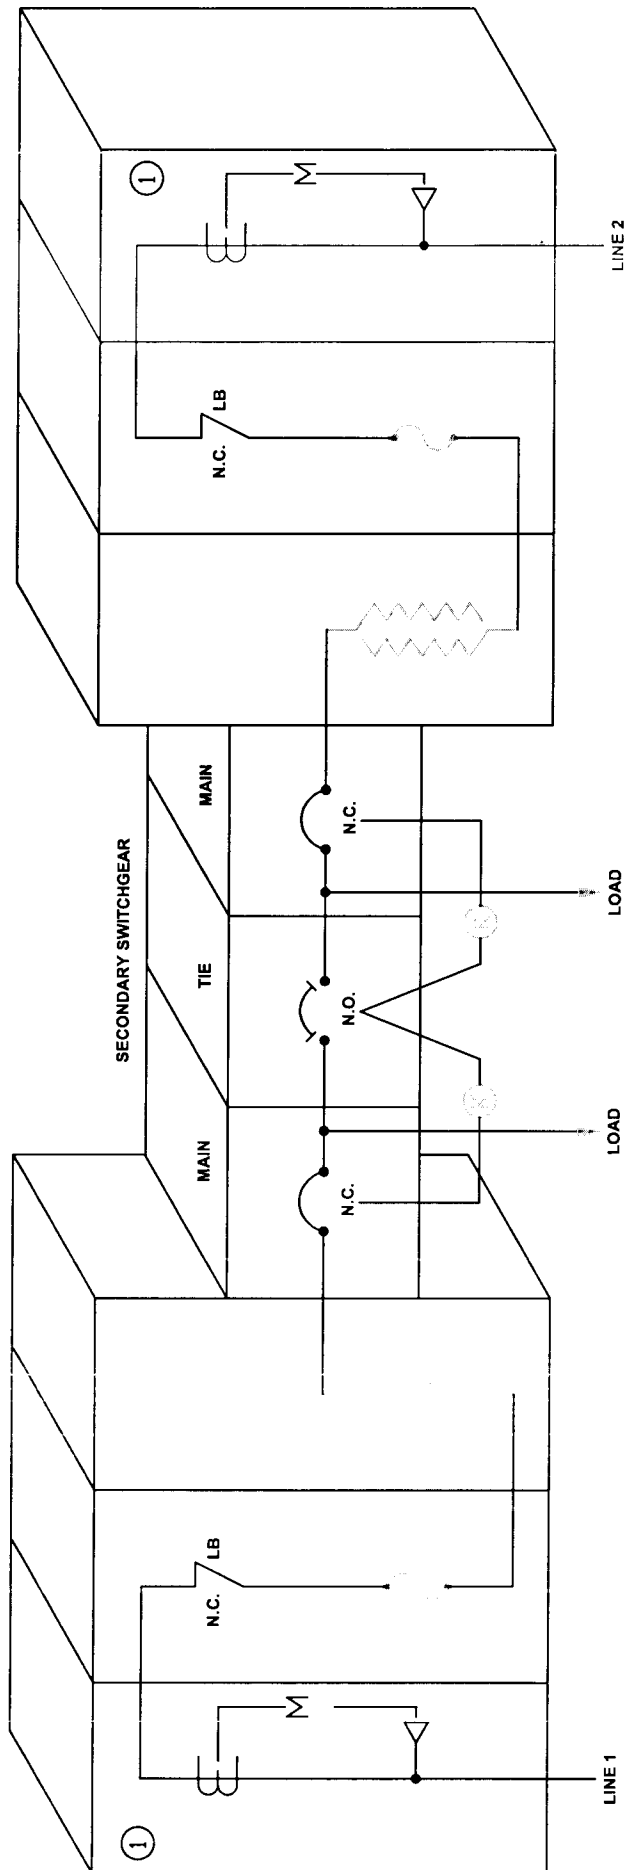 SECONDARY SWITCHGEAR
1
1
MAIN
TIE
MAIN
N.C. LB
N.C. LB
M
M
N.C.
N.O.
N.C.
K
K
LINE 1
LOAD
LOAD
LINE 2